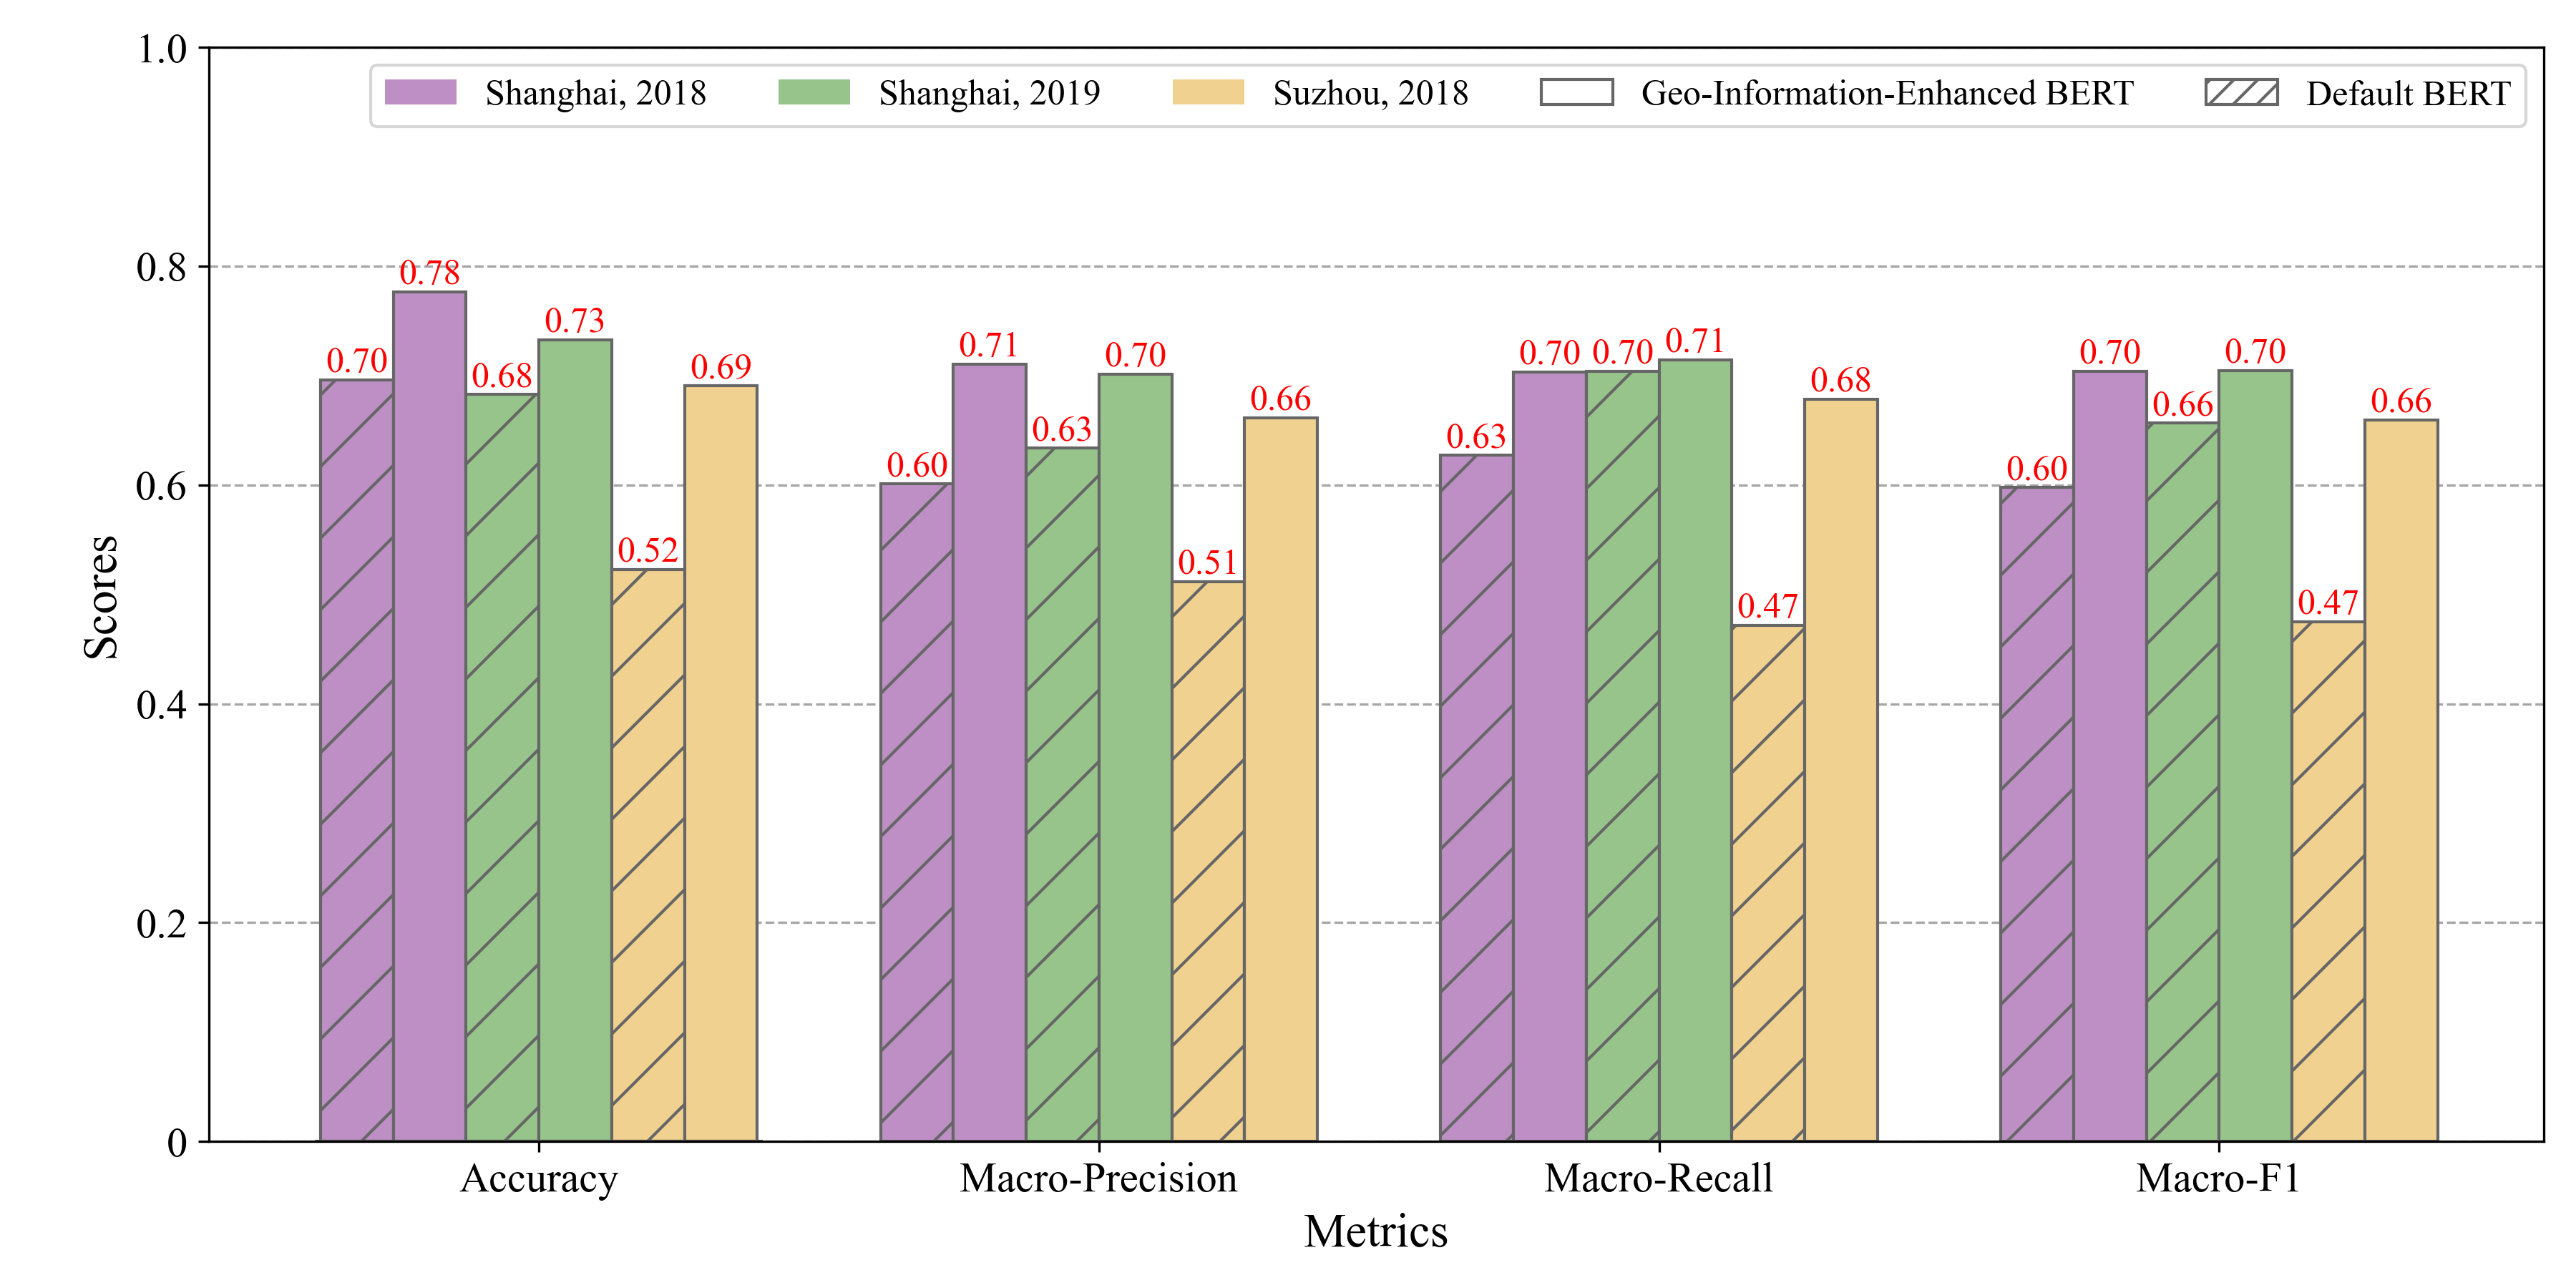 1.0
Shanghai, 2018 Shanghai, 2019 Suzhou, 2018 Geo-Information-Enhanced BERT Default BERT
0.8
0.6
0.4
0.2
0
Scores
0.70 0.78 0.68 0.73 0.52 0.69
0.60 0.71 0.63 0.70 0.51 0.66
0.63 0.70 0.70 0.71 0.47 0.68
0.60 0.70 0.66 0.70 0.47 0.66
Accuracy Macro-Precision Macro-Recall Macro-F1
Metrics